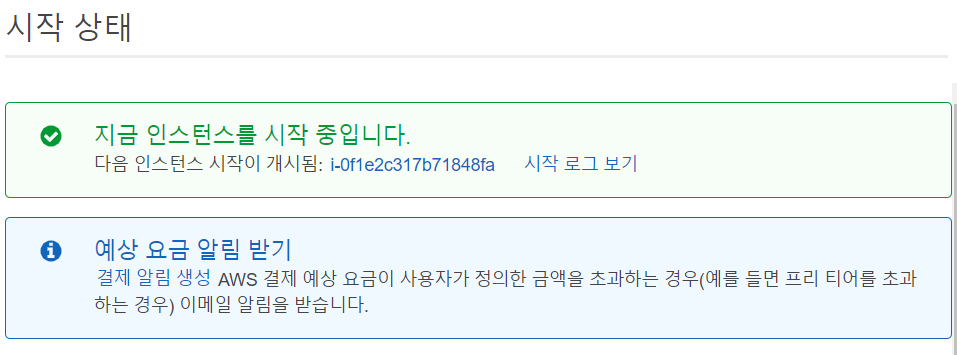 시작 상태
지금 인스턴스를 시작 중입니다.
다음 인스턴스 시작이 개시됨: i-0f1e2c317b71848fa 시작 로그 보기
예상 요금 알림 받기
결제 알림 생성 AWS 결제 예상 요금이 사용자가 정의한 금액을 초과하는 경우(예를 들면 프리 티어를 초과
하는 경우) 이메일 알림을 받습니다.